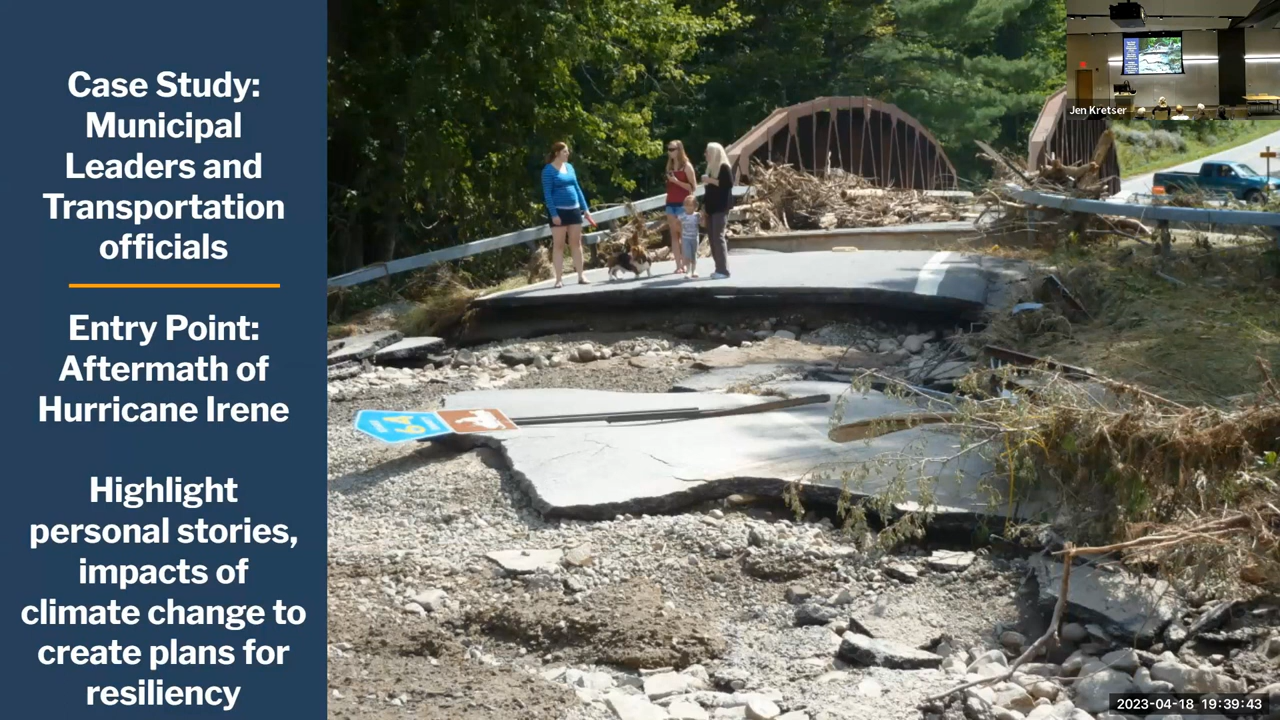 Case Study:
Municipal
Leaders and
Transportation
officials
Entry Point:
Aftermath of
Hurricane Irene
Highlight
personal stories,
impacts of
climate change to
create plans for
resiliency
Jen Kretser
2023-04-18 19:39:43